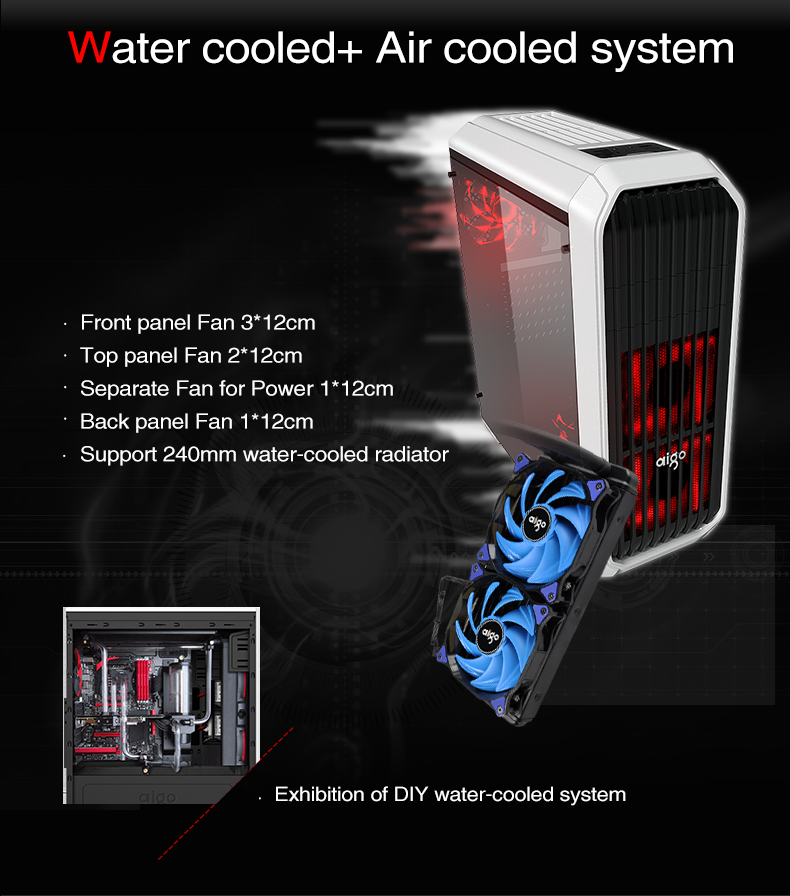 Water cooled+ Air cooled system
· Front panel Fan 3*12cm
· Top panel Fan 2*12cm
· Separate Fan for Power 1*12cm
· Back panel Fan 1*12cm
· Support 240mm water-cooled radiator
aigo
aigo
aigo
aigo
· Exhibition of DIY water-cooled system